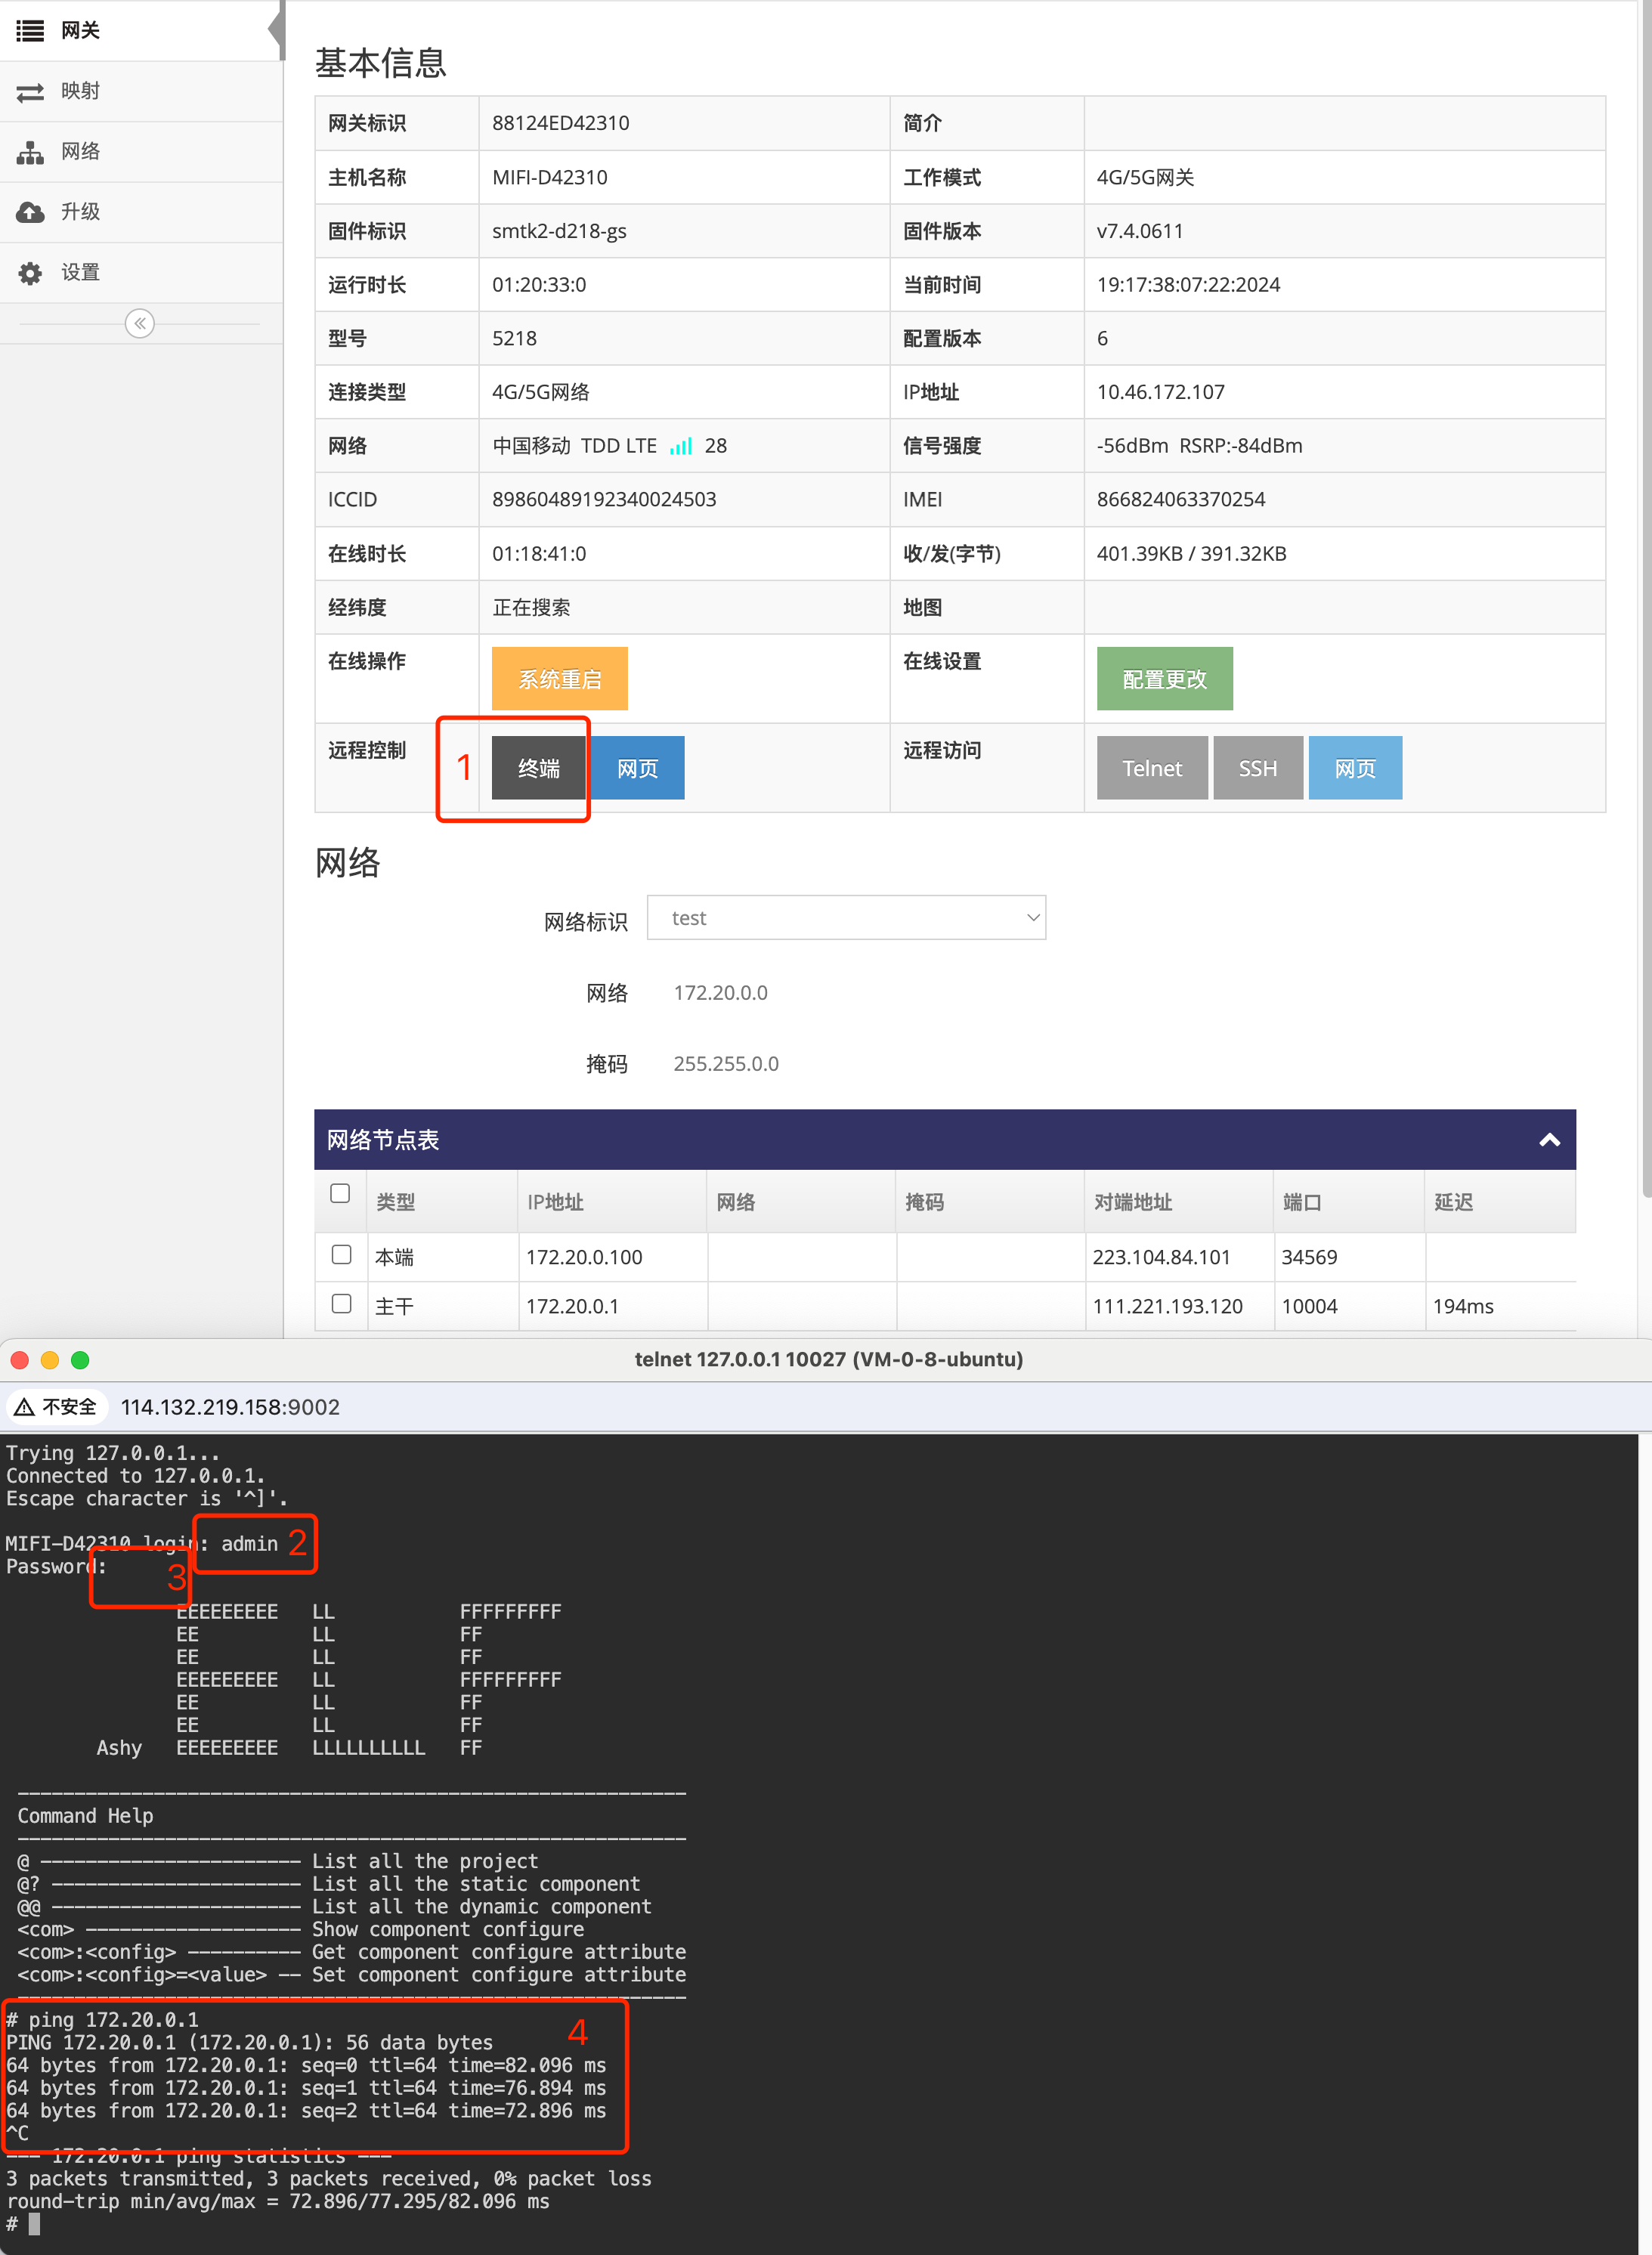 网关
映射
网络
升级
设置
基本信息
网关标识 88124ED42310 简介
主机名称 MIFI-D42310 工作模式 4G/5G网关
固件标识 smtk2-d218-gs 固件版本 v7.4.0611
运行时长 01:20:33:0 当前时间 19:17:38:07:22:2024
型号 5218 配置版本 6
连接类型 4G/5G网络 IP地址 10.46.172.107
网络 中国移动 TDD LTE 28 信号强度 -56dBm RSRP:-84dBm
ICCID 89860489192340024503 IMEI 866824063370254
在线时长 01:18:41:0 收/发(字节) 401.39KB / 391.32KB
经纬度 正在搜索 地图
在线操作 系统重启 在线设置 配置更改
远程控制 1 终端 网页 远程访问 Telnet SSH 网页
网络
网络标识 test
网络 172.20.0.0
掩码 255.255.0.0
网络节点表
类型 IP地址 网络 掩码 对端地址 端口 延迟
本端 172.20.0.100 223.104.84.101 34569
主干 172.20.0.1 111.221.193.120 10004 194ms
telnet 127.0.0.1 10027 (VM-0-8-ubuntu)
不安全 114.132.219.158:9002
Trying 127.0.0.1...
Connected to 127.0.0.1.
Escape character is '^]'.
MIFI-D42310 login: admin 2
Password: 3
EEEEEEEEE LL FFFFFFFFF
EE LL FF
EE LL FF
EEEEEEEEE LL FFFFFFFFF
EE LL FF
EE LL FF
Ashy EEEEEEEEE LLLLLLLLLL FF
-----------------------------------------------------------
Command Help
-----------------------------------------------------------
@ ----------------------- List all the project
@? ---------------------- List all the static component
@@ ---------------------- List all the dynamic component
<com> ------------------- Show component configure
<com>:<config> ---------- Get component configure attribute
<com>:<config>=<value> -- Set component configure attribute
-----------------------------------------------------------
# ping 172.20.0.1
PING 172.20.0.1 (172.20.0.1): 56 data bytes 4
64 bytes from 172.20.0.1: seq=0 ttl=64 time=82.096 ms
64 bytes from 172.20.0.1: seq=1 ttl=64 time=76.894 ms
64 bytes from 172.20.0.1: seq=2 ttl=64 time=72.896 ms
^C
--- 172.20.0.1 ping statistics ---
3 packets transmitted, 3 packets received, 0% packet loss
round-trip min/avg/max = 72.896/77.295/82.096 ms
#